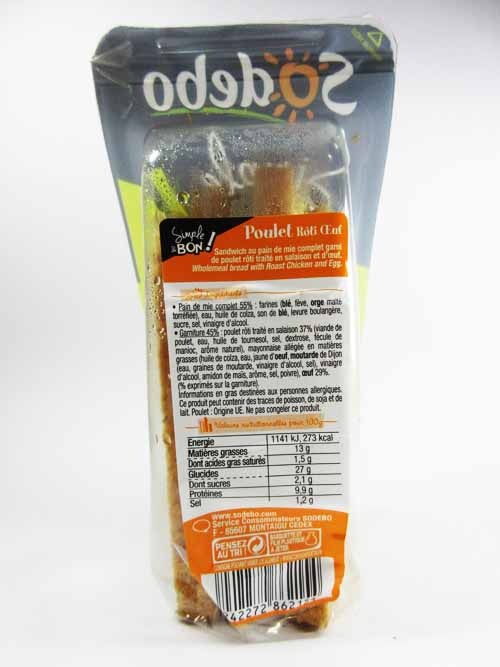 Sodebo
Simple
& BON!
Poulet Rôti Œuf
Sandwich au pain de mie complet garni
de poulet rôti traité en salaison et d'œuf.
Wholemeal bread with Roast Chicken and Egg.
• Pain de mie complet 55% : farines (blé, fève, orge malté
torréfiée), eau, huile de colza, son de blé, levure boulangère,
sucre, sel, vinaigre d'alcool.
• Garniture 45% : poulet rôti traité en salaison 37% (viande de
poulet, eau, huile de tournesol, sel, dextrose, fécule de
manioc, arôme naturel), mayonnaise allégée en matières
grasses (huile de colza, eau, jaune d'oeuf, moutarde de Dijon
(eau, graines de moutarde, vinaigre d'alcool, sel), vinaigre
d'alcool, amidon de maïs, arôme, sel, poivre), œuf 29%.
(% exprimés sur la garniture).
Informations en gras destinées aux personnes allergiques.
Ce produit peut contenir des traces de poisson, de soja et de
lait. Poulet : Origine UE. Ne pas congeler ce produit.
Valeurs nutritionnelles pour 100g
Energie 1141 kJ, 273 kcal
Matières grasses 13 g
Dont acides gras saturés 1,5 g
Glucides 27 g
Dont sucres 2,1 g
Protéines 9,9 g
Sel 1,2 g
www.sodebo.com
Service Consommateurs SODEBO
F - 85607 MONTAIGU CEDEX
PENSEZ
AU TRI !
BARQUETTE ET
FILM PLASTIQUE
À JETER
42272 862